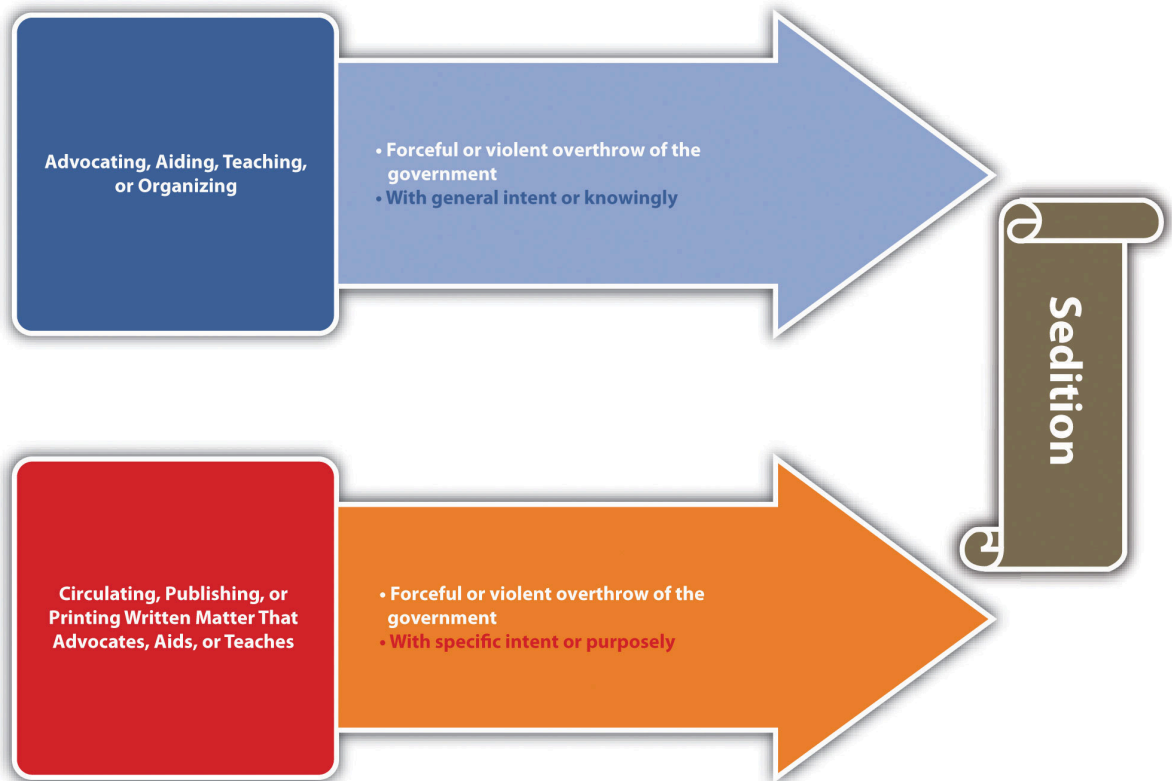 Advocating, Aiding, Teaching,
or Organizing
• Forceful or violent overthrow of the
government
• With general intent or knowingly
Sedition
Circulating, Publishing, or
Printing Written Matter That
Advocates, Aids, or Teaches
• Forceful or violent overthrow of the
government
• With specific intent or purposely